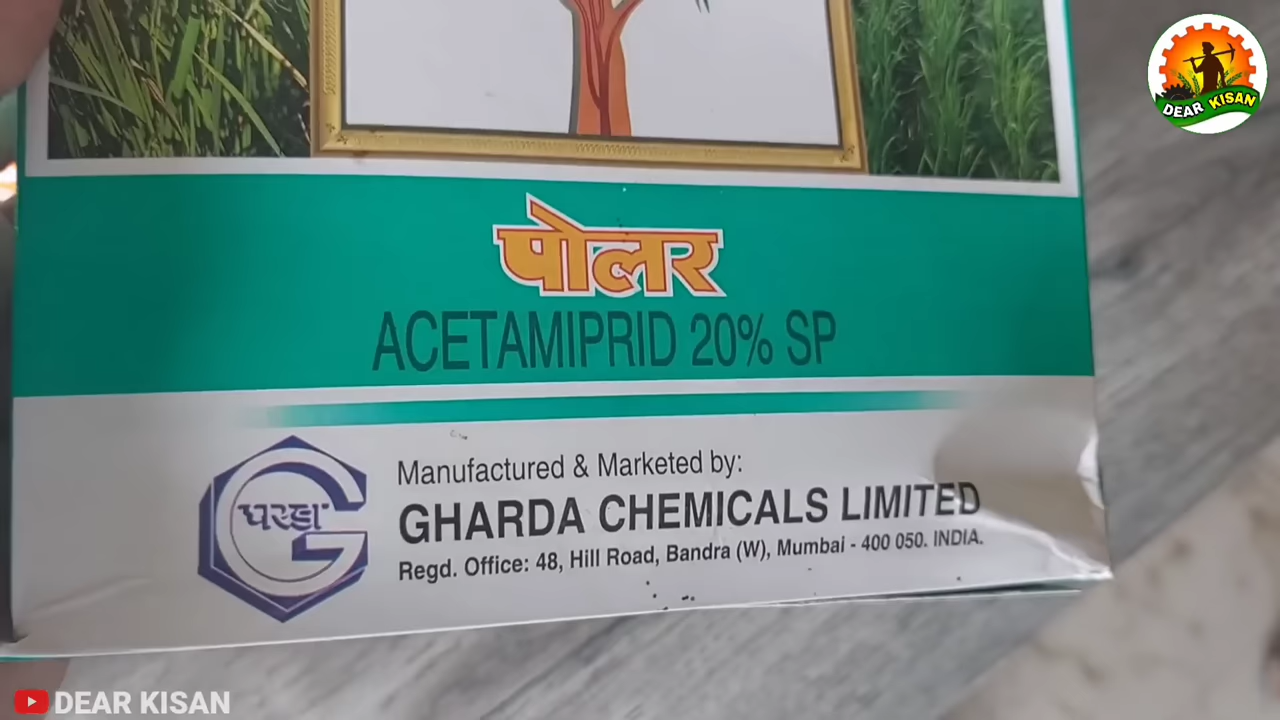 DEAR KISAN
पोलर
ACETAMIPRID 20% SP
घरडा
Manufactured & Marketed by:
GHARDA CHEMICALS LIMITED
Regd. Office: 48, Hill Road, Bandra (W), Mumbai - 400 050. INDIA.
DEAR KISAN